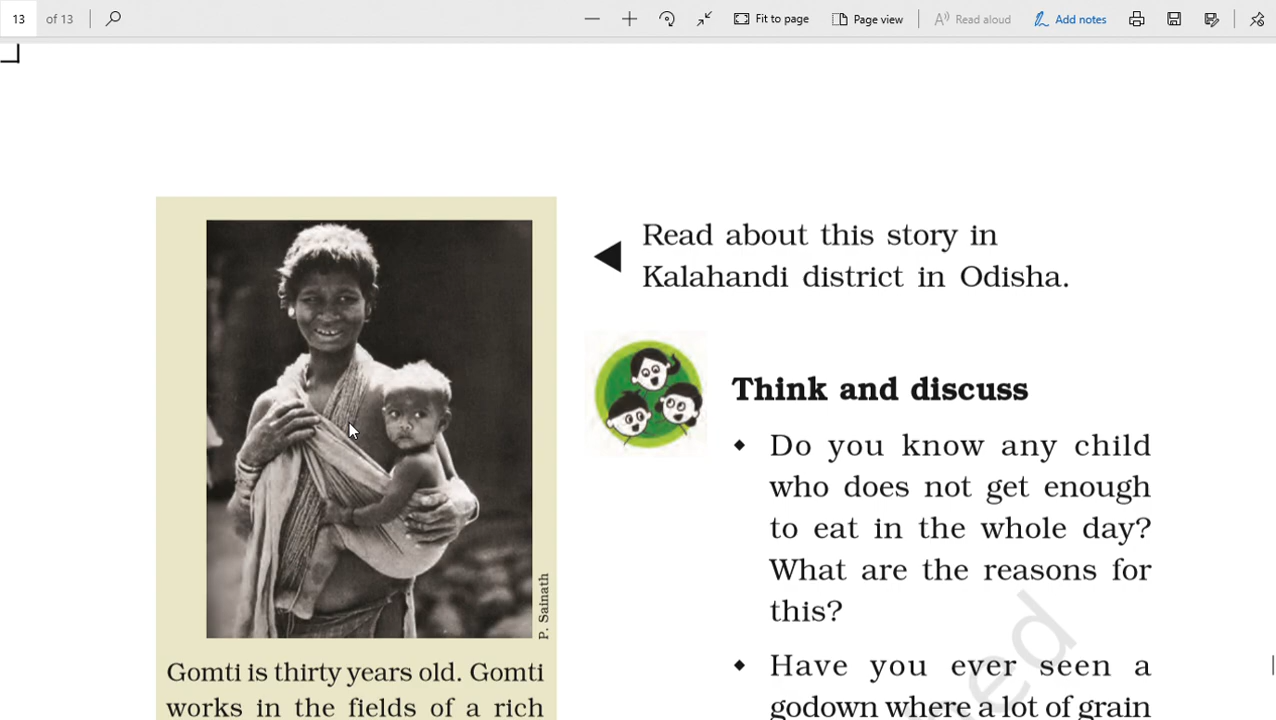 13 of 13
Fit to page
Page view
Read aloud
Add notes
Read about this story in
Kalahandi district in Odisha.
Think and discuss
Do you know any child
who does not get enough
to eat in the whole day?
What are the reasons for
this?
Have you ever seen a
godown where a lot of grain
P. Sainath
Gomti is thirty years old. Gomti
works in the fields of a rich